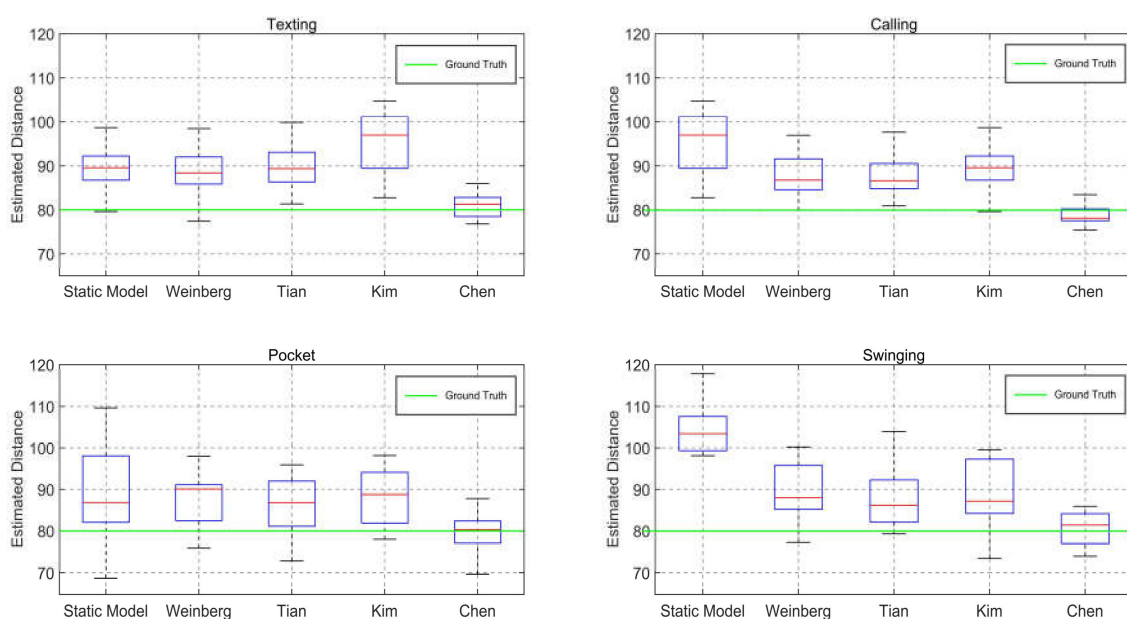 Texting
120
110
100
90
80
70
Estimated Distance
Ground Truth
Static Model Weinberg Tian Kim Chen
Calling
120
110
100
90
80
70
Estimated Distance
Ground Truth
Static Model Weinberg Tian Kim Chen
Pocket
120
110
100
90
80
70
Estimated Distance
Ground Truth
Static Model Weinberg Tian Kim Chen
Swinging
120
110
100
90
80
70
Estimated Distance
Ground Truth
Static Model Weinberg Tian Kim Chen